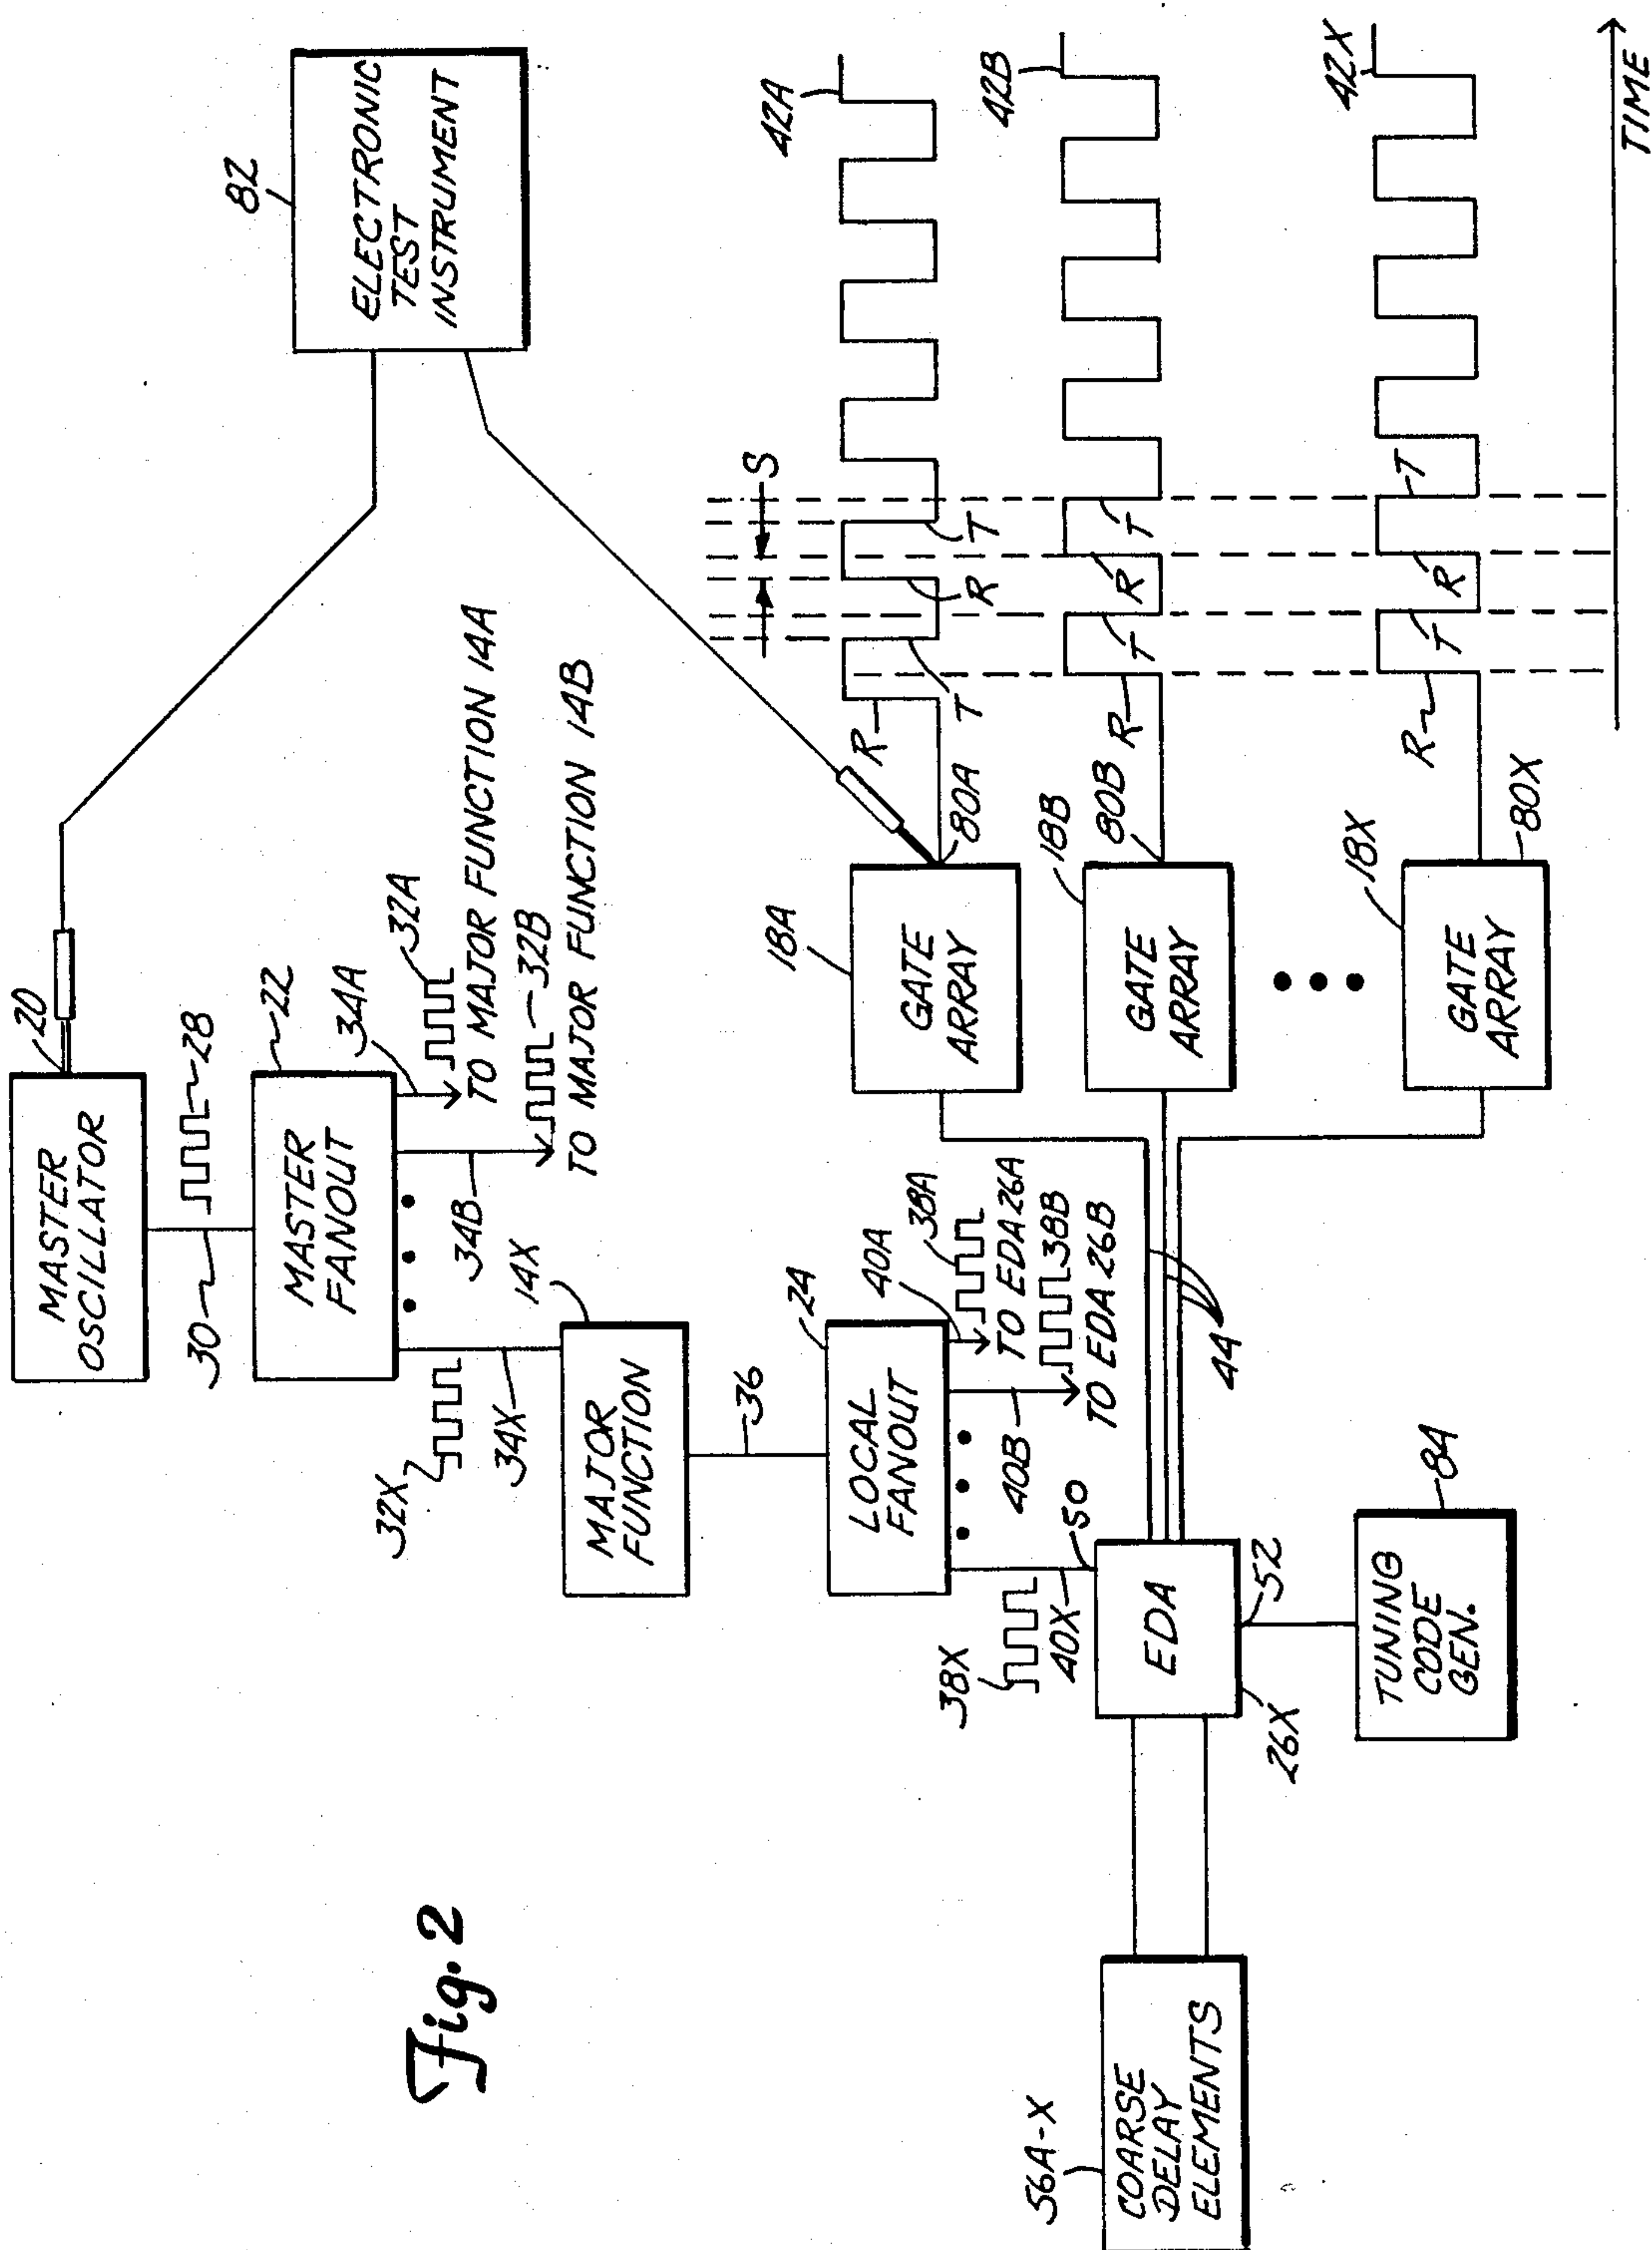 MASTER
OSCILLATOR
20
ELECTRONIC
TEST
INSTRUMENT
82
30
28
MASTER
FANOUT
22
34A
32A
TO MAJOR FUNCTION 14A
34B
32B
TO MAJOR FUNCTION 14B
32X
34X
14X
MAJOR
FUNCTION
36
LOCAL
FANOUT
24
40A
38A
TO EDA 26A
40B
38B
TO EDA 26B
38X
40X
50
EDA
52
26X
44
TUNING
CODE
GEN.
84
56A-X
COARSE
DELAY
ELEMENTS
18A
GATE
ARRAY
80A
18B
GATE
ARRAY
80B
18X
GATE
ARRAY
80X
S
42A
R
T
R
T
42B
R
T
R
T
42X
R
T
R
T
TIME
Fig. 2